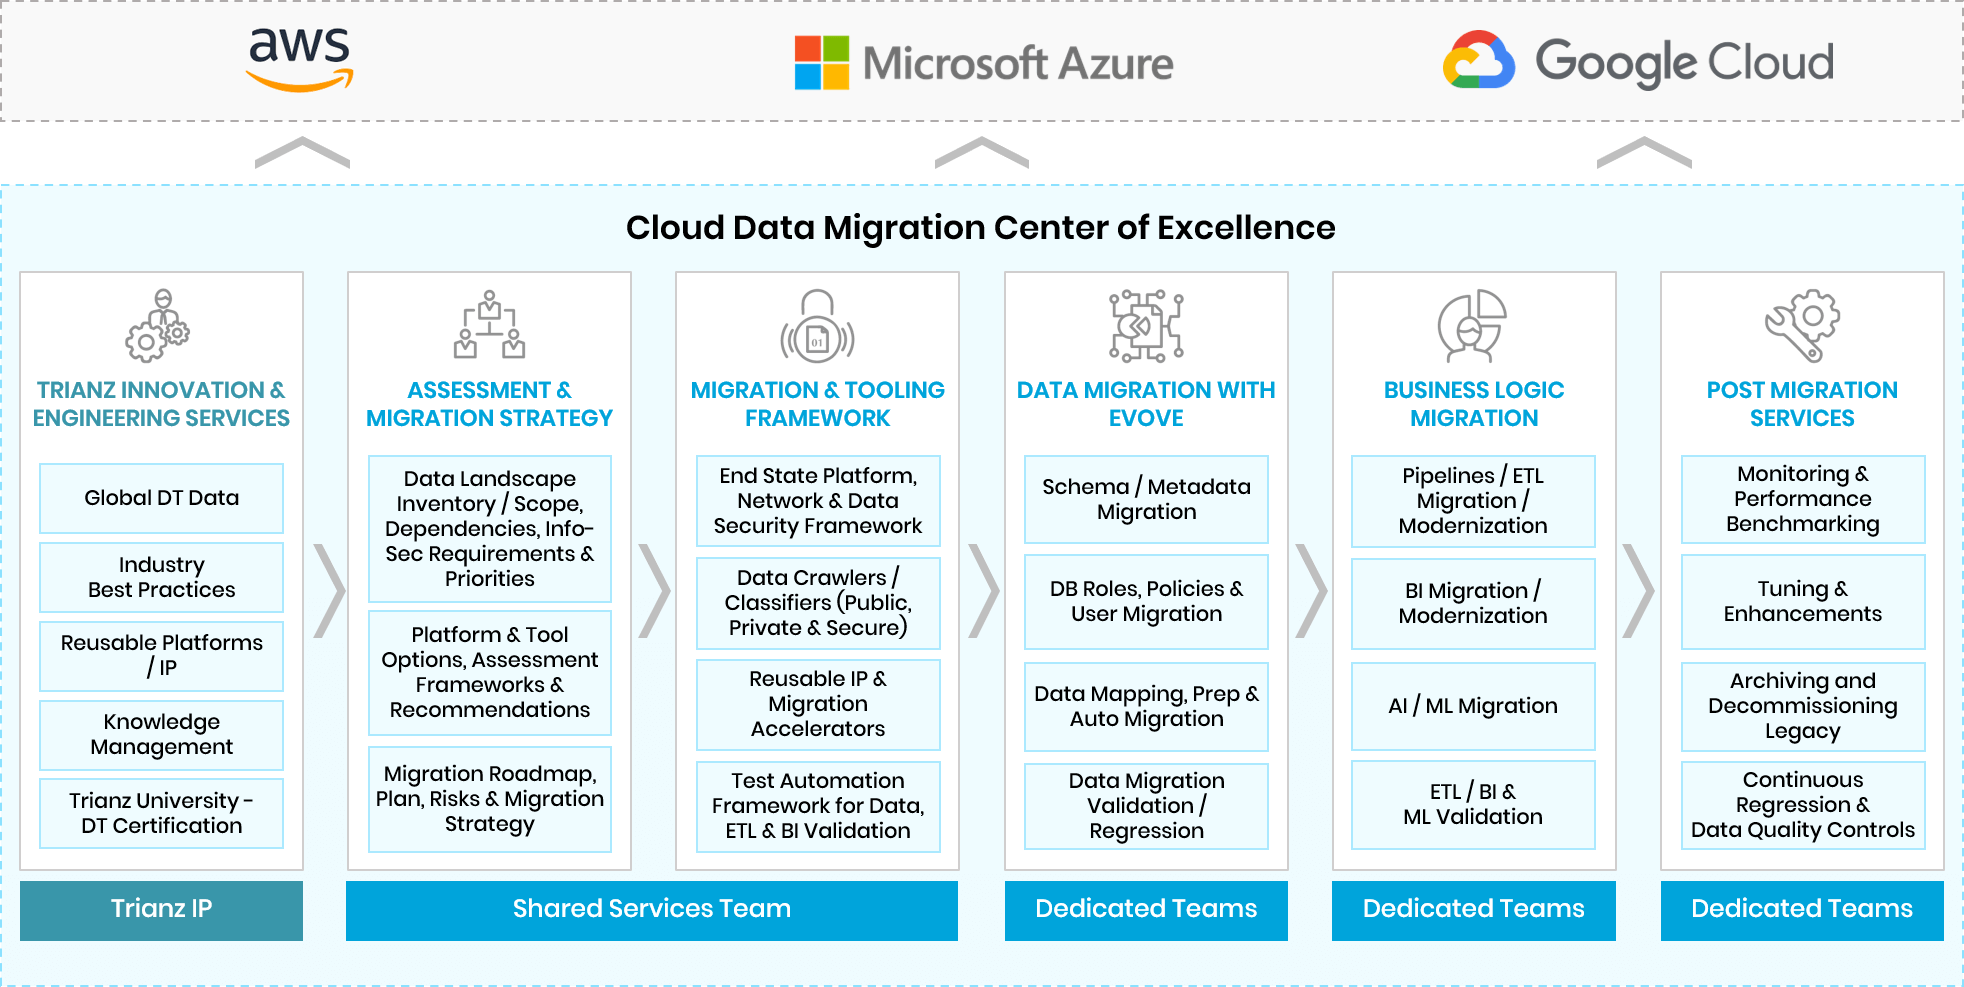 aws
Microsoft Azure
Google Cloud
Cloud Data Migration Center of Excellence
TRIANZ INNOVATION &
ENGINEERING SERVICES
Global DT Data
Industry
Best Practices
Reusable Platforms
/ IP
Knowledge
Management
Trianz University -
DT Certification
Trianz IP
ASSESSMENT &
MIGRATION STRATEGY
Data Landscape
Inventory / Scope,
Dependencies, Info-
Sec Requirements &
Priorities
Platform & Tool
Options, Assessment
Frameworks &
Recommendations
Migration Roadmap,
Plan, Risks & Migration
Strategy
01
MIGRATION & TOOLING
FRAMEWORK
End State Platform,
Network & Data
Security Framework
Data Crawlers /
Classifiers (Public,
Private & Secure)
Reusable IP &
Migration
Accelerators
Test Automation
Framework for Data,
ETL & BI Validation
Shared Services Team
DATA MIGRATION WITH
EVOVE
Schema / Metadata
Migration
DB Roles, Policies &
User Migration
Data Mapping, Prep &
Auto Migration
Data Migration
Validation /
Regression
Dedicated Teams
BUSINESS LOGIC
MIGRATION
Pipelines / ETL
Migration /
Modernization
BI Migration /
Modernization
AI / ML Migration
ETL / BI &
ML Validation
Dedicated Teams
POST MIGRATION
SERVICES
Monitoring &
Performance
Benchmarking
Tuning &
Enhancements
Archiving and
Decommissioning
Legacy
Continuous
Regression &
Data Quality Controls
Dedicated Teams